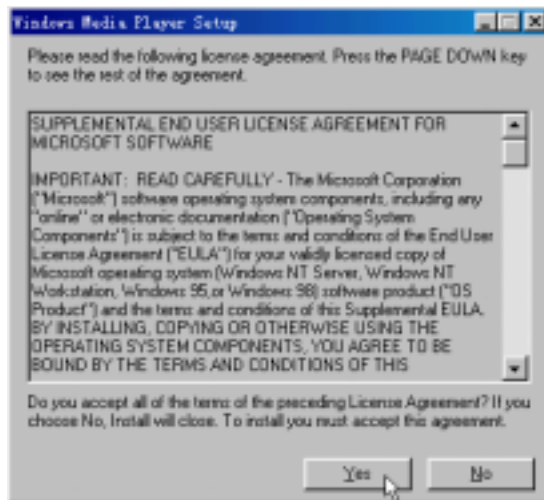 Windows Media Player Setup
Please read the following license agreement. Press the PAGE DOWN key
to see the rest of the agreement.
SUPPLEMENTAL END USER LICENSE AGREEMENT FOR
MICROSOFT SOFTWARE
IMPORTANT: READ CAREFULLY - The Microsoft Corporation
("Microsoft") software operating system components, including any
"online" or electronic documentation ("Operating System
Components") is subject to the terms and conditions of the End User
License Agreement ("EULA") for your validly licensed copy of
Microsoft operating system (Windows NT Server, Windows NT
Workstation, Windows 95,or Windows 98) software product ("OS
Product") and the terms and conditions of this Supplemental EULA.
BY INSTALLING, COPYING OR OTHERWISE USING THE
OPERATING SYSTEM COMPONENTS, YOU AGREE TO BE
BOUND BY THE TERMS AND CONDITIONS OF THIS
Do you accept all of the terms of the preceding License Agreement? If you
choose No, Install will close. To install you must accept this agreement.
Yes
No